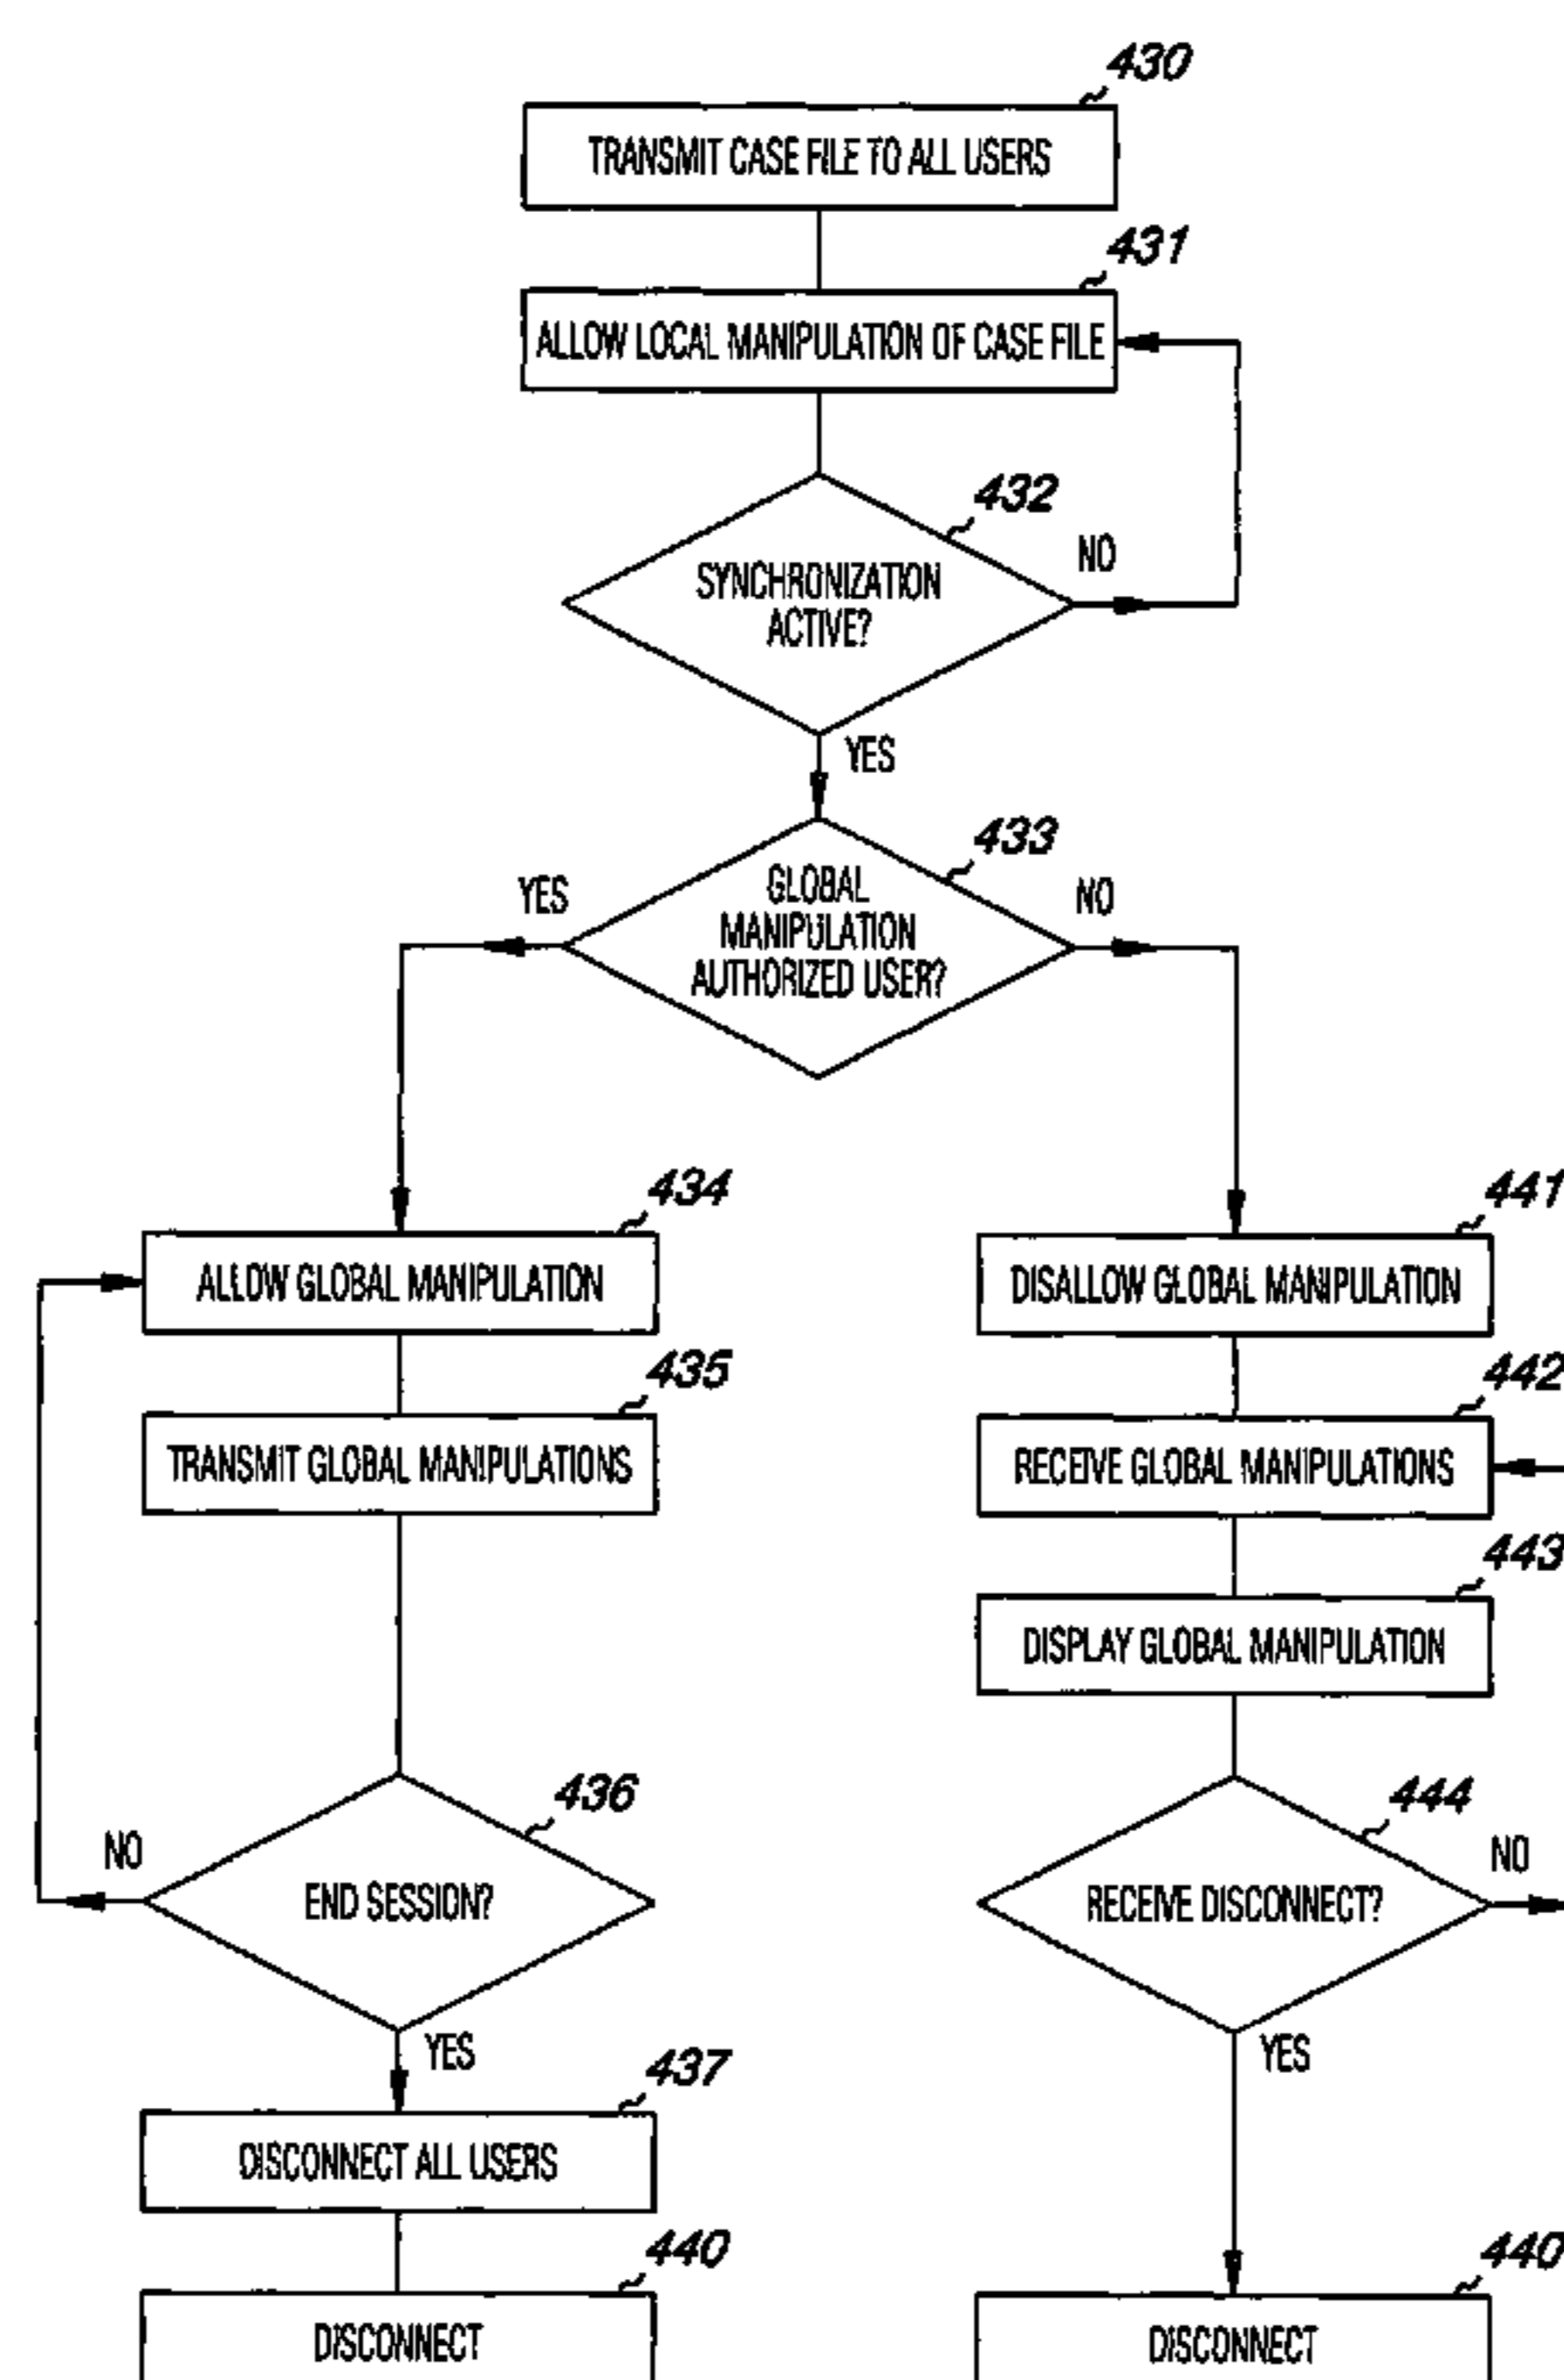 430
TRANSMIT CASE FILE TO ALL USERS
431
ALLOW LOCAL MANIPULATION OF CASE FILE
432
SYNCHRONIZATION
ACTIVE?
NO
YES
433
GLOBAL
MANIPULATION
AUTHORIZED USER?
YES
NO
434
ALLOW GLOBAL MANIPULATION
441
DISALLOW GLOBAL MANIPULATION
435
TRANSMIT GLOBAL MANIPULATIONS
442
RECEIVE GLOBAL MANIPULATIONS
443
DISPLAY GLOBAL MANIPULATION
436
END SESSION?
NO
YES
444
RECEIVE DISCONNECT?
NO
YES
437
DISCONNECT ALL USERS
440
DISCONNECT
440
DISCONNECT